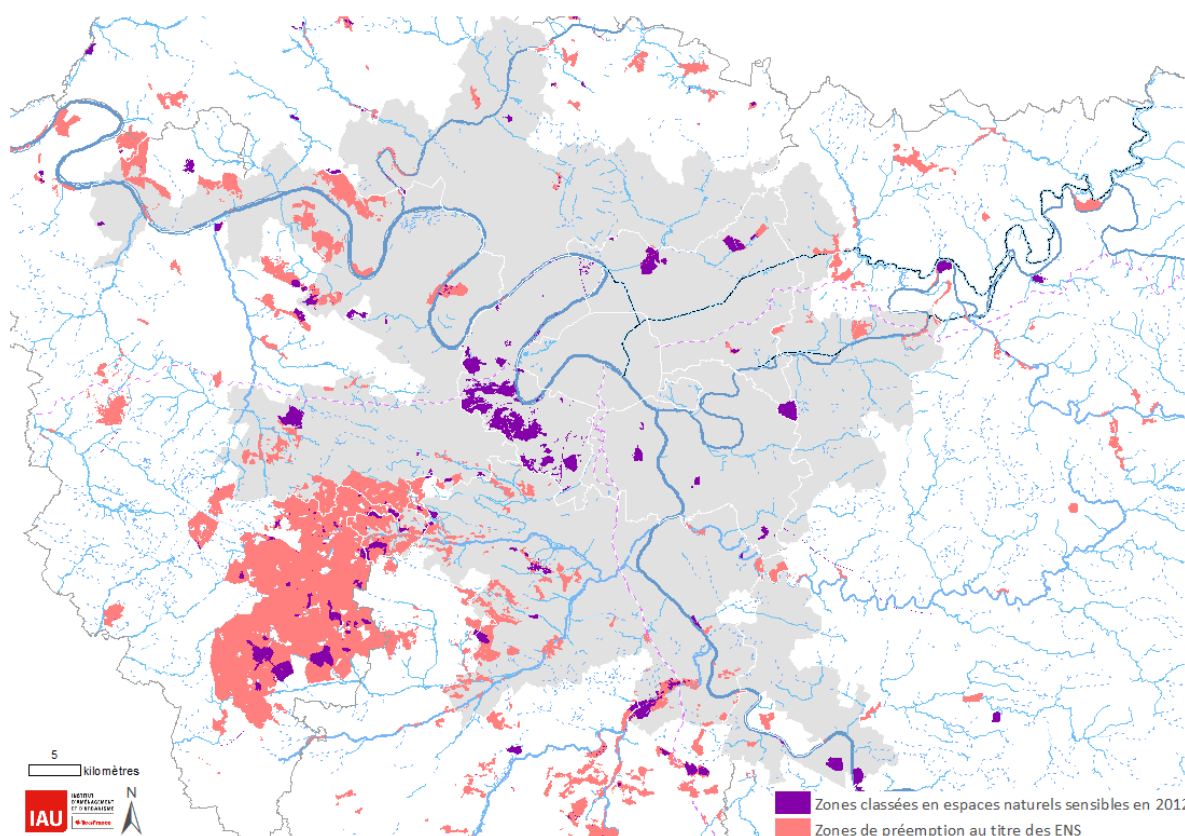 5
kilomètres
N
IAU
INSTITUT
D'AMÉNAGEMENT
ET D'URBANISME
îledeFrance
Zones classées en espaces naturels sensibles en 2012
Zones de préemption au titre des ENS